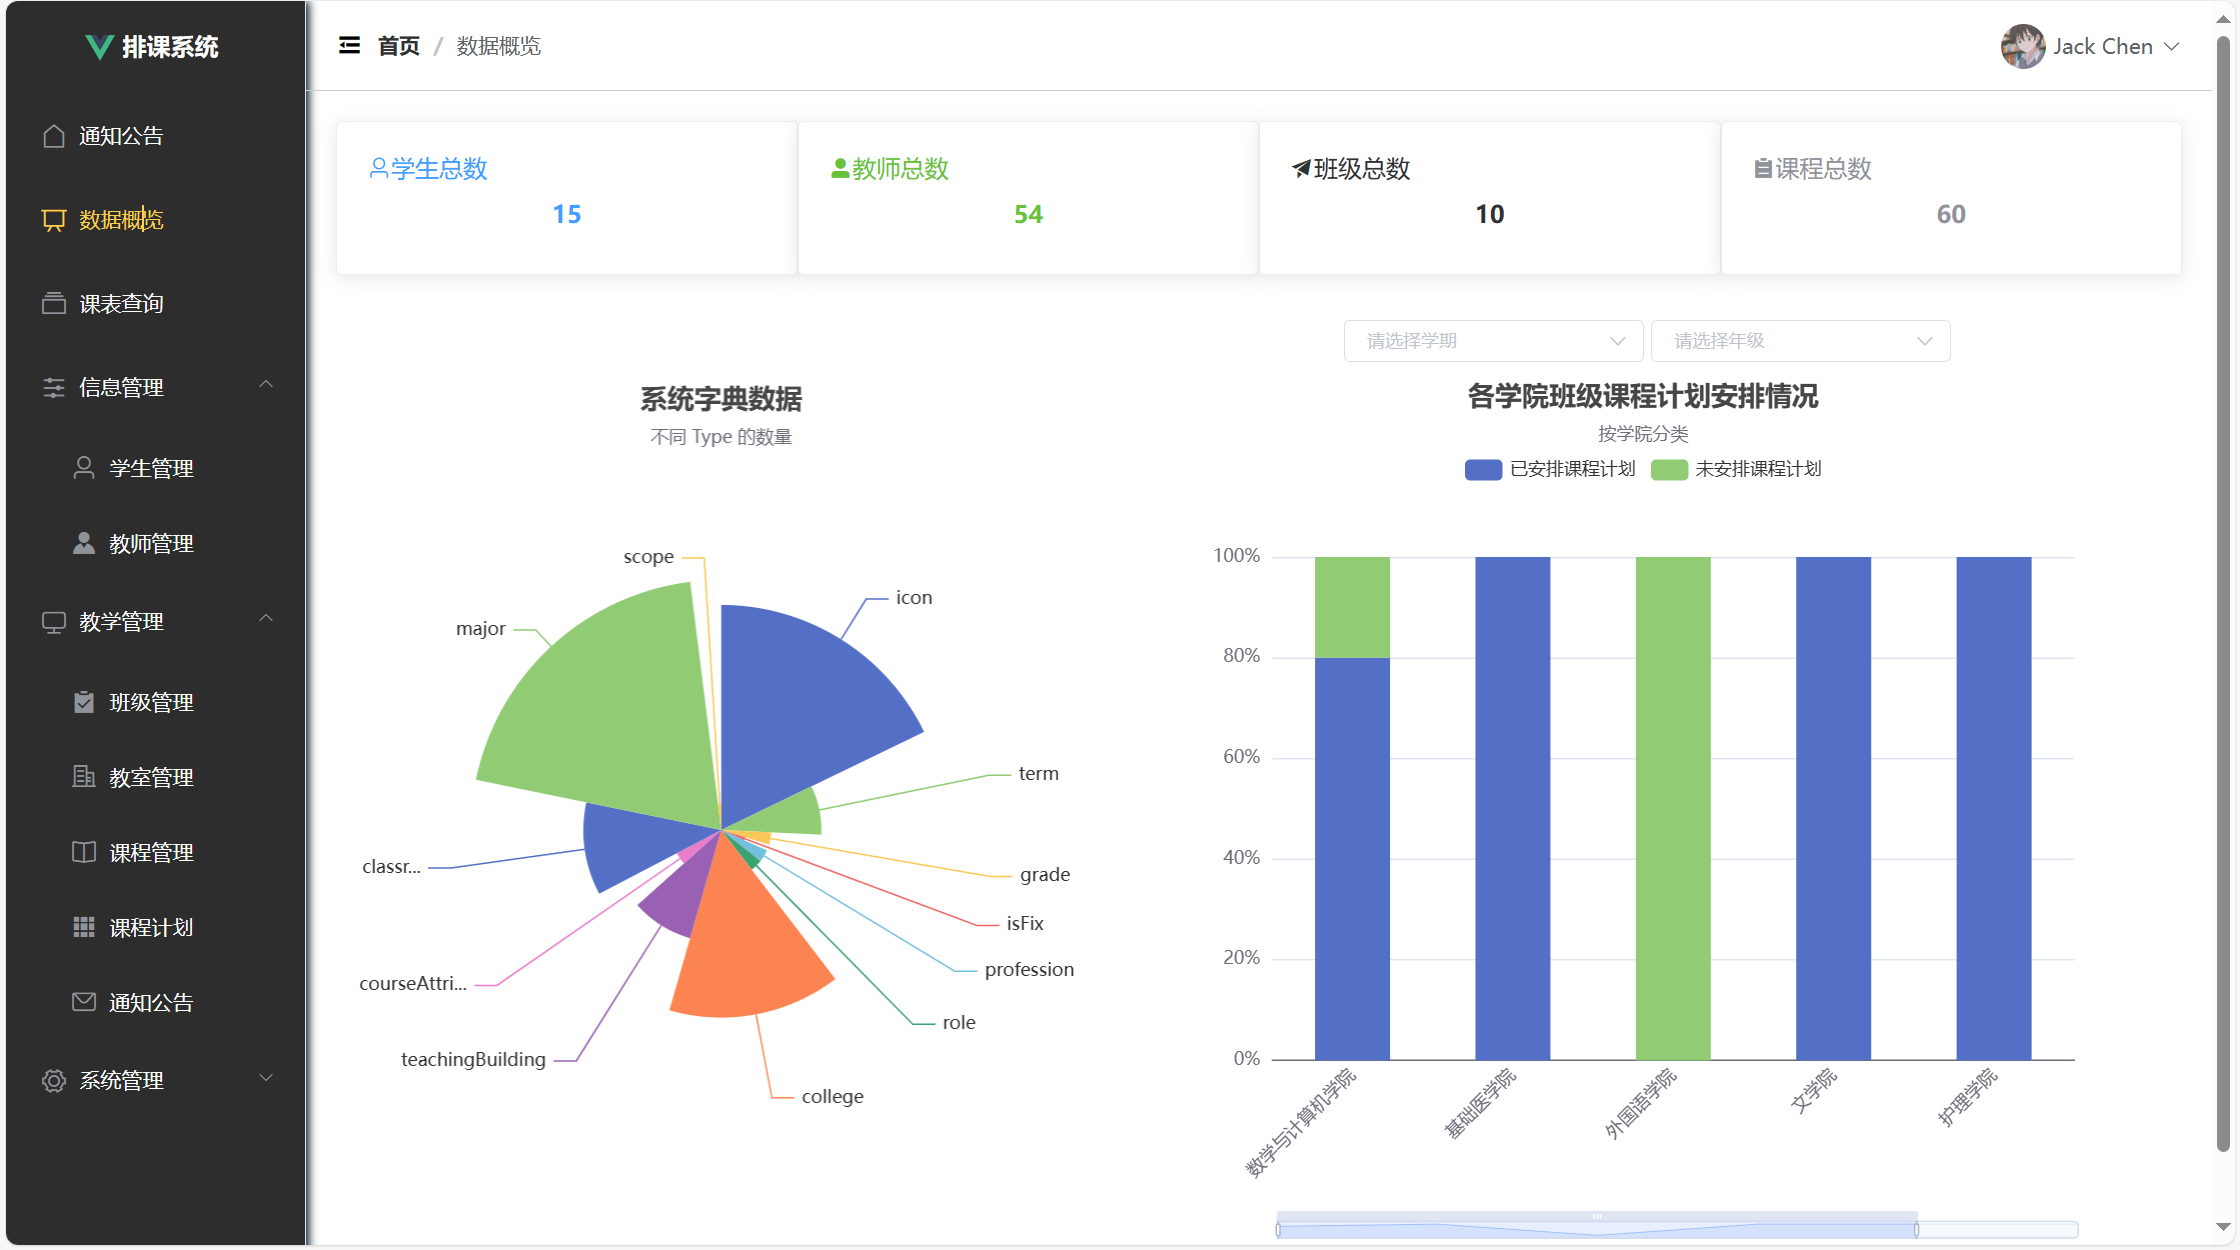 排课系统
通知公告
数据概览
课表查询
信息管理
学生管理
教师管理
教学管理
班级管理
教室管理
课程管理
课程计划
通知公告
系统管理
首页 / 数据概览
Jack Chen
学生总数
15
教师总数
54
班级总数
10
课程总数
60
系统字典数据
不同 Type 的数量
scope
icon
major
term
classr...
grade
isFix
profession
courseAttri...
role
teachingBuilding
college
请选择学期
请选择年级
各学院班级课程计划安排情况
按学院分类
已安排课程计划
未安排课程计划
100%
80%
60%
40%
20%
0%
数学与计算机学院
基础医学院
外国语学院
文学院
护理学院